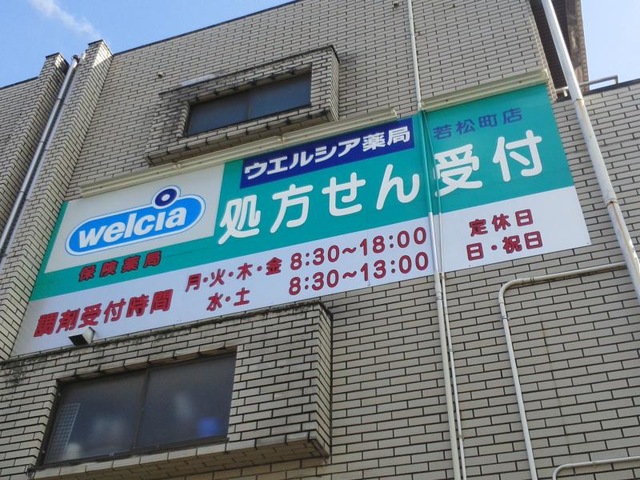 ウエルシア薬局 若松町店
welcia
処方せん受付
保険薬局
調剤受付時間
月・火・木・金 8:30〜18:00
水・土 8:30〜13:00
定休日
日・祝日